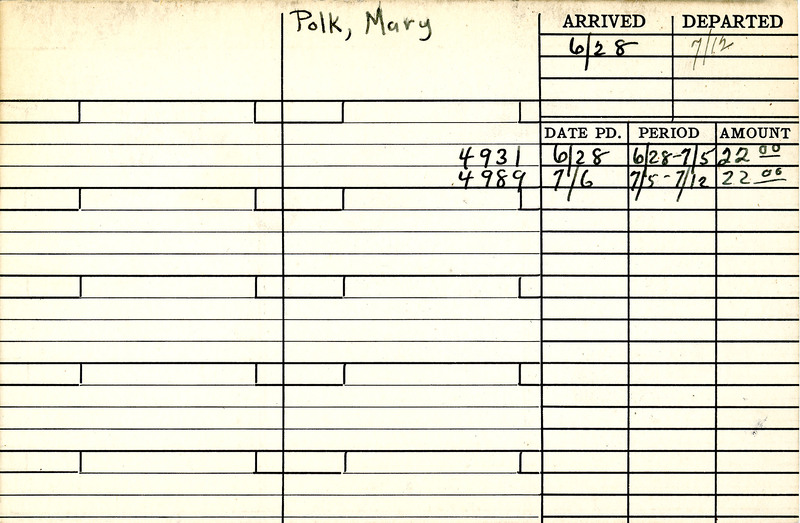 Polk, Mary
ARRIVED DEPARTED
6/28 7/12
DATE PD. PERIOD AMOUNT
4931 6/28 6/28-7/5 22 00
4989 7/6 7/5-7/12 22 00